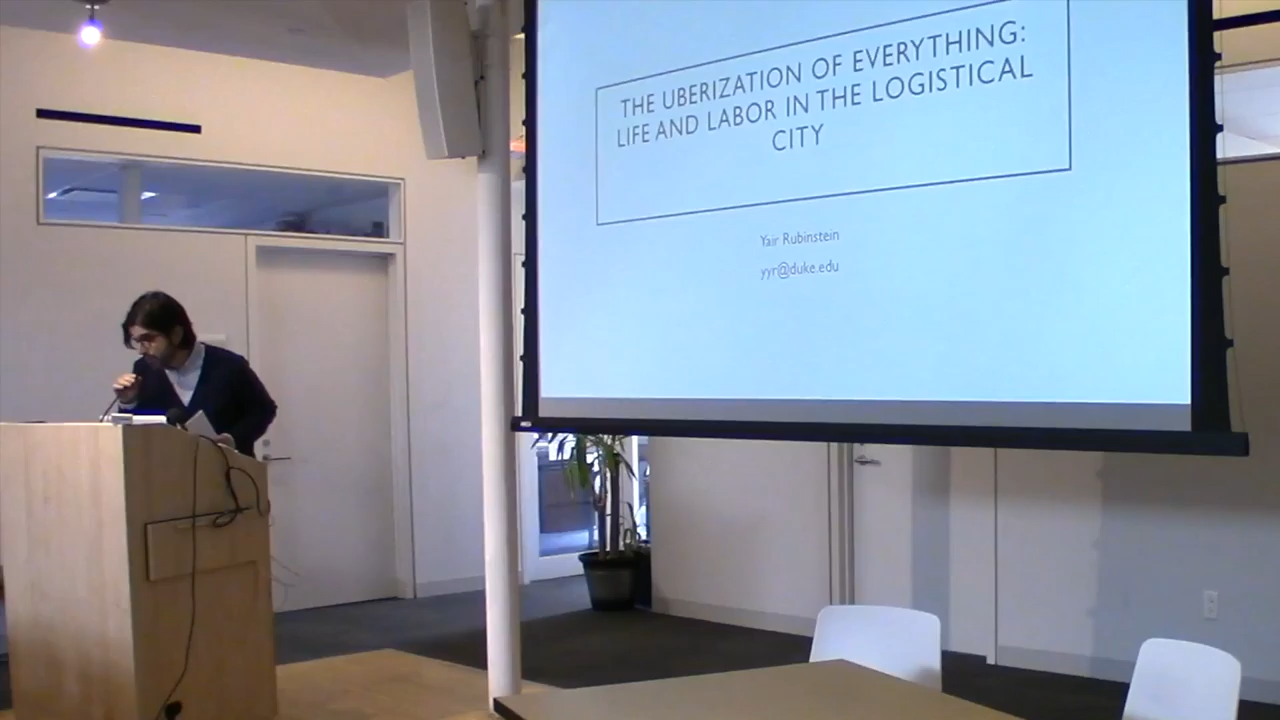 THE UBERIZATION OF EVERYTHING:
LIFE AND LABOR IN THE LOGISTICAL
CITY
Yair Rubinstein
yyr@duke.edu